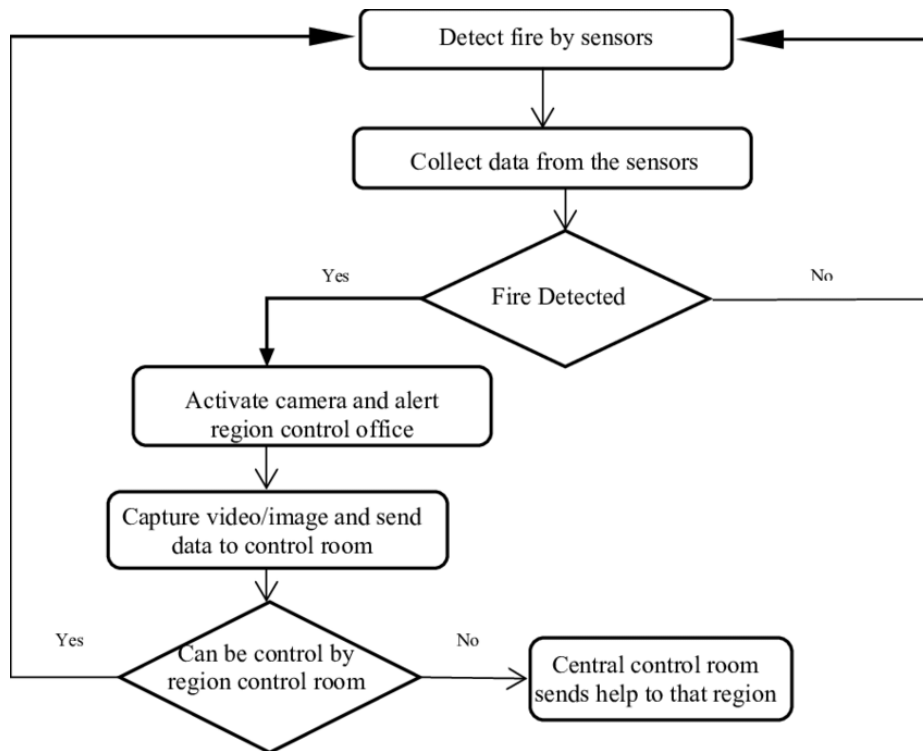 Detect fire by sensors
Collect data from the sensors
Yes
No
Fire Detected
Activate camera and alert
region control office
Capture video/image and send
data to control room
Yes
No
Can be control by
region control room
Central control room
sends help to that region